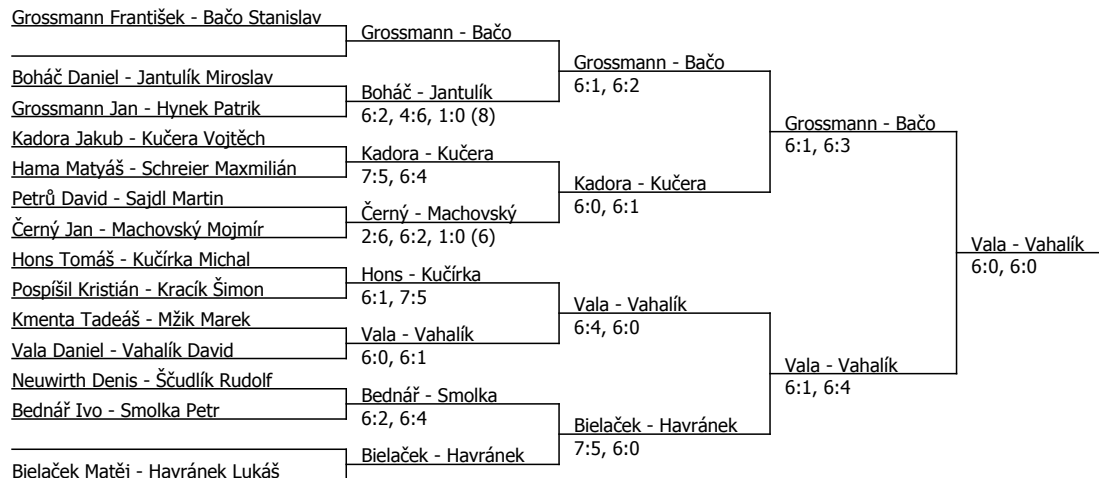 Grossmann František - Bačo Stanislav
Grossmann - Bačo
Grossmann - Bačo
6:1, 6:2
Boháč Daniel - Jantulík Miroslav
Boháč - Jantulík
6:2, 4:6, 1:0 (8)
Grossmann Jan - Hynek Patrik
Grossmann - Bačo
6:1, 6:3
Kadora Jakub - Kučera Vojtěch
Kadora - Kučera
7:5, 6:4
Hama Matyáš - Schreier Maxmilián
Kadora - Kučera
6:0, 6:1
Petrů David - Sajdl Martin
Černý - Machovský
2:6, 6:2, 1:0 (6)
Černý Jan - Machovský Mojmír
Vala - Vahalík
6:0, 6:0
Hons Tomáš - Kučírka Michal
Hons - Kučírka
6:1, 7:5
Pospíšil Kristián - Kracík Šimon
Vala - Vahalík
6:4, 6:0
Kmenta Tadeáš - Mžik Marek
Vala - Vahalík
6:0, 6:1
Vala Daniel - Vahalík David
Vala - Vahalík
6:1, 6:4
Neuwirth Denis - Ščudlík Rudolf
Bednář - Smolka
6:2, 6:4
Bednář Ivo - Smolka Petr
Bielaček - Havránek
7:5, 6:0
Bielaček - Havránek
Bielaček Matěj - Havránek Lukáš